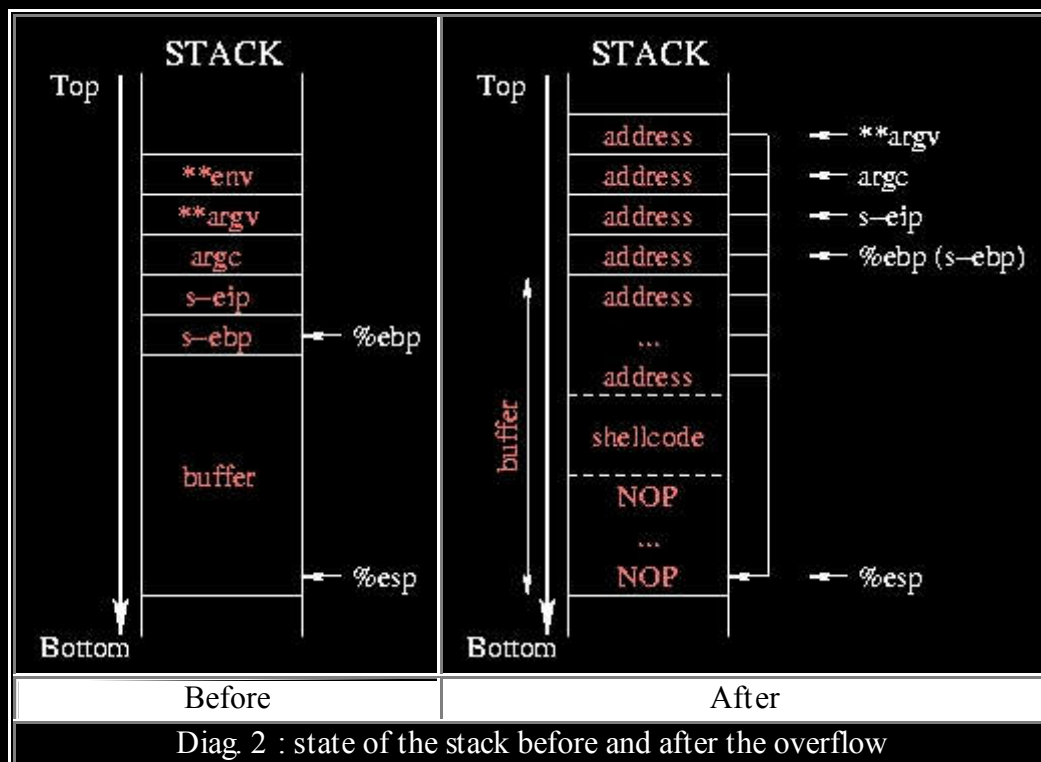 STACK
Top
**env
**argv
argc
s-eip
s-ebp
%ebp
buffer
%esp
Bottom
Before
STACK
Top
address
**argv
address
argc
address
s-eip
address
%ebp (s-ebp)
address
...
address
buffer
shellcode
NOP
...
NOP
%esp
Bottom
After
Diag. 2 : state of the stack before and after the overflow